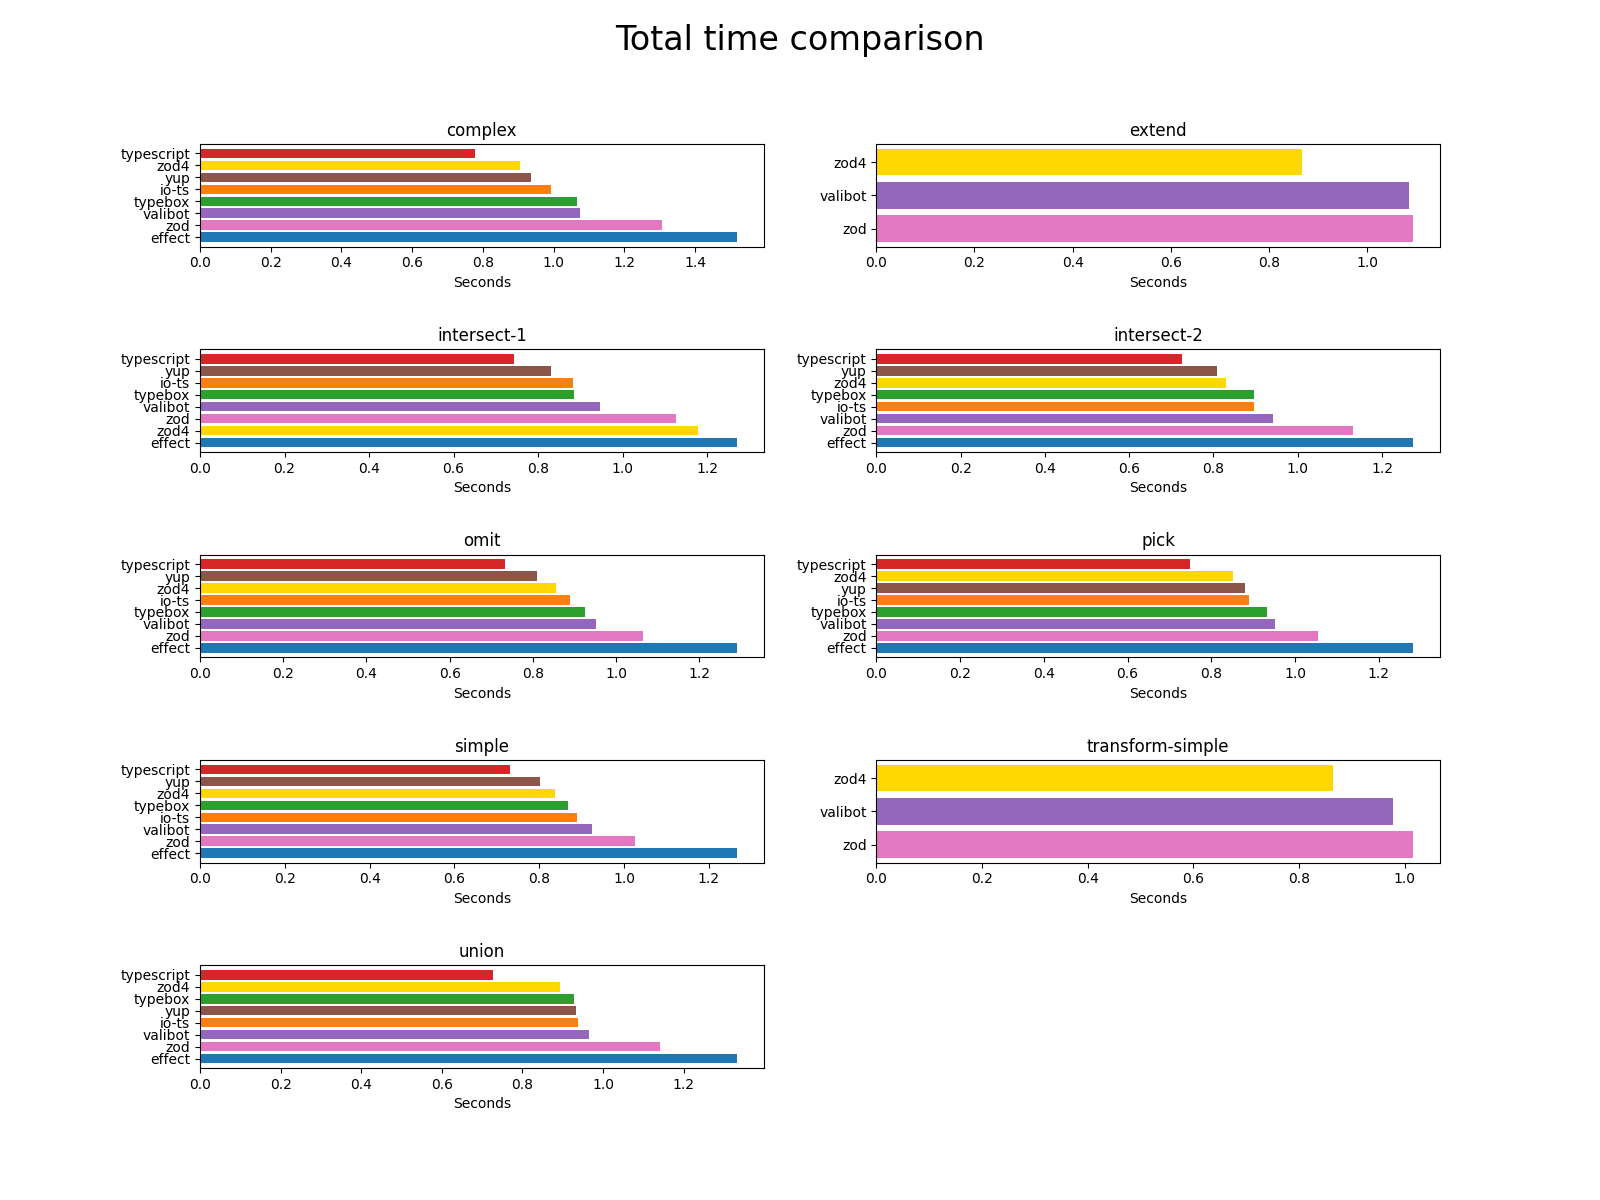 Total time comparison
complex
typescript
zod4
yup
io-ts
typebox
valibot
zod
effect
0.0 0.2 0.4 0.6 0.8 1.0 1.2 1.4
Seconds
extend
zod4
valibot
zod
0.0 0.2 0.4 0.6 0.8 1.0
Seconds
intersect-1
typescript
yup
io-ts
typebox
valibot
zod
zod4
effect
0.0 0.2 0.4 0.6 0.8 1.0 1.2
Seconds
intersect-2
typescript
yup
zod4
typebox
io-ts
valibot
zod
effect
0.0 0.2 0.4 0.6 0.8 1.0 1.2
Seconds
omit
typescript
yup
zod4
io-ts
typebox
valibot
zod
effect
0.0 0.2 0.4 0.6 0.8 1.0 1.2
Seconds
pick
typescript
zod4
yup
io-ts
typebox
valibot
zod
effect
0.0 0.2 0.4 0.6 0.8 1.0 1.2
Seconds
simple
typescript
yup
zod4
typebox
io-ts
valibot
zod
effect
0.0 0.2 0.4 0.6 0.8 1.0 1.2
Seconds
transform-simple
zod4
valibot
zod
0.0 0.2 0.4 0.6 0.8 1.0
Seconds
union
typescript
zod4
typebox
yup
io-ts
valibot
zod
effect
0.0 0.2 0.4 0.6 0.8 1.0 1.2
Seconds